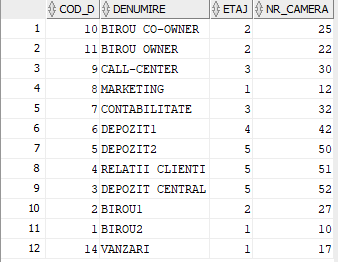 COD_D DENUMIRE ETAJ NR_CAMERA
1 10 BIROU CO-OWNER 2 25
2 11 BIROU OWNER 2 22
3 9 CALL-CENTER 3 30
4 8 MARKETING 1 12
5 7 CONTABILITATE 3 32
6 6 DEPOZIT1 4 42
7 5 DEPOZIT2 5 50
8 4 RELATII CLIENTI 5 51
9 3 DEPOZIT CENTRAL 5 52
10 2 BIROU1 2 27
11 1 BIROU2 1 10
12 14 VANZARI 1 17